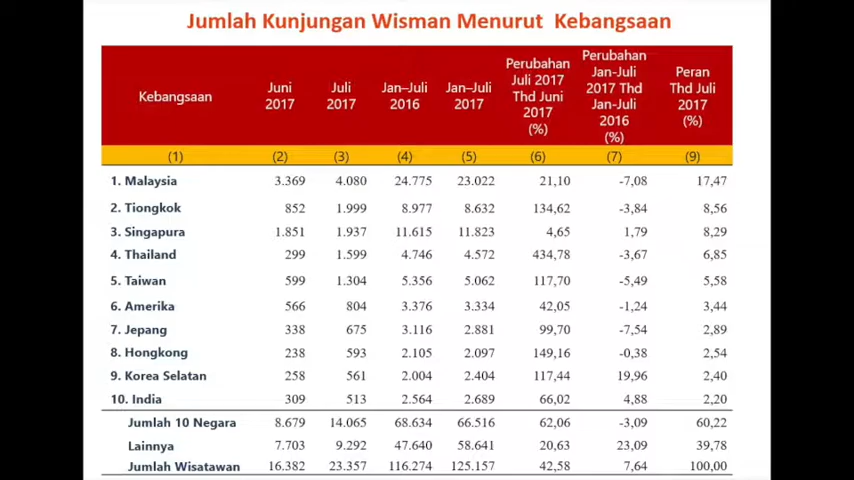 Jumlah Kunjungan Wisman Menurut Kebangsaan
Kebangsaan Juni 2017 Juli 2017 Jan–Juli 2016 Jan–Juli 2017 Perubahan Juli 2017 Thd Juni 2017 (%) Perubahan Jan-Juli 2017 Thd Jan-Juli 2016 (%) Peran Thd Juli 2017 (%)
(1) (2) (3) (4) (5) (6) (7) (9)
1. Malaysia 3.369 4.080 24.775 23.022 21,10 -7,08 17,47
2. Tiongkok 852 1.999 8.977 8.632 134,62 -3,84 8,56
3. Singapura 1.851 1.937 11.615 11.823 4,65 1,79 8,29
4. Thailand 299 1.599 4.746 4.572 434,78 -3,67 6,85
5. Taiwan 599 1.304 5.356 5.062 117,70 -5,49 5,58
6. Amerika 566 804 3.376 3.334 42,05 -1,24 3,44
7. Jepang 338 675 3.116 2.881 99,70 -7,54 2,89
8. Hongkong 238 593 2.105 2.097 149,16 -0,38 2,54
9. Korea Selatan 258 561 2.004 2.404 117,44 19,96 2,40
10. India 309 513 2.564 2.689 66,02 4,88 2,20
Jumlah 10 Negara 8.679 14.065 68.634 66.516 62,06 -3,09 60,22
Lainnya 7.703 9.292 47.640 58.641 20,63 23,09 39,78
Jumlah Wisatawan 16.382 23.357 116.274 125.157 42,58 7,64 100,00